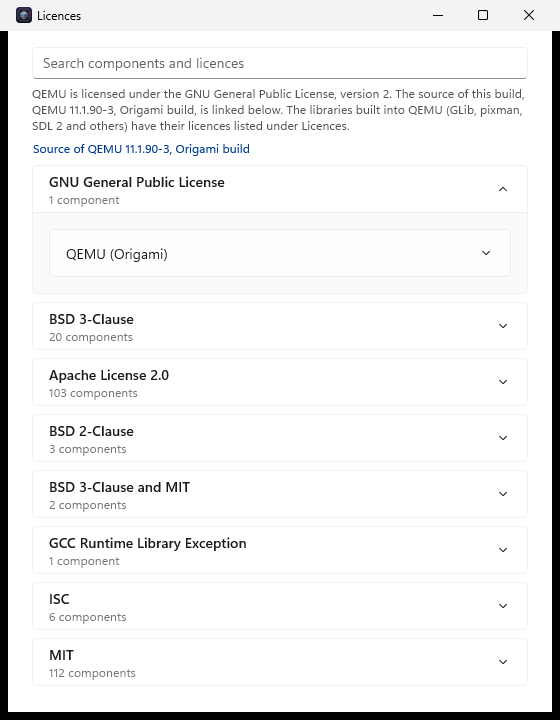 Licences
Search components and licences
QEMU is licensed under the GNU General Public License, version 2. The source of this build,
QEMU 11.1.90-3, Origami build, is linked below. The libraries built into QEMU (GLib, pixman,
SDL 2 and others) have their licences listed under Licences.
Source of QEMU 11.1.90-3, Origami build
GNU General Public License
1 component
QEMU (Origami)
BSD 3-Clause
20 components
Apache License 2.0
103 components
BSD 2-Clause
3 components
BSD 3-Clause and MIT
2 components
GCC Runtime Library Exception
1 component
ISC
6 components
MIT
112 components